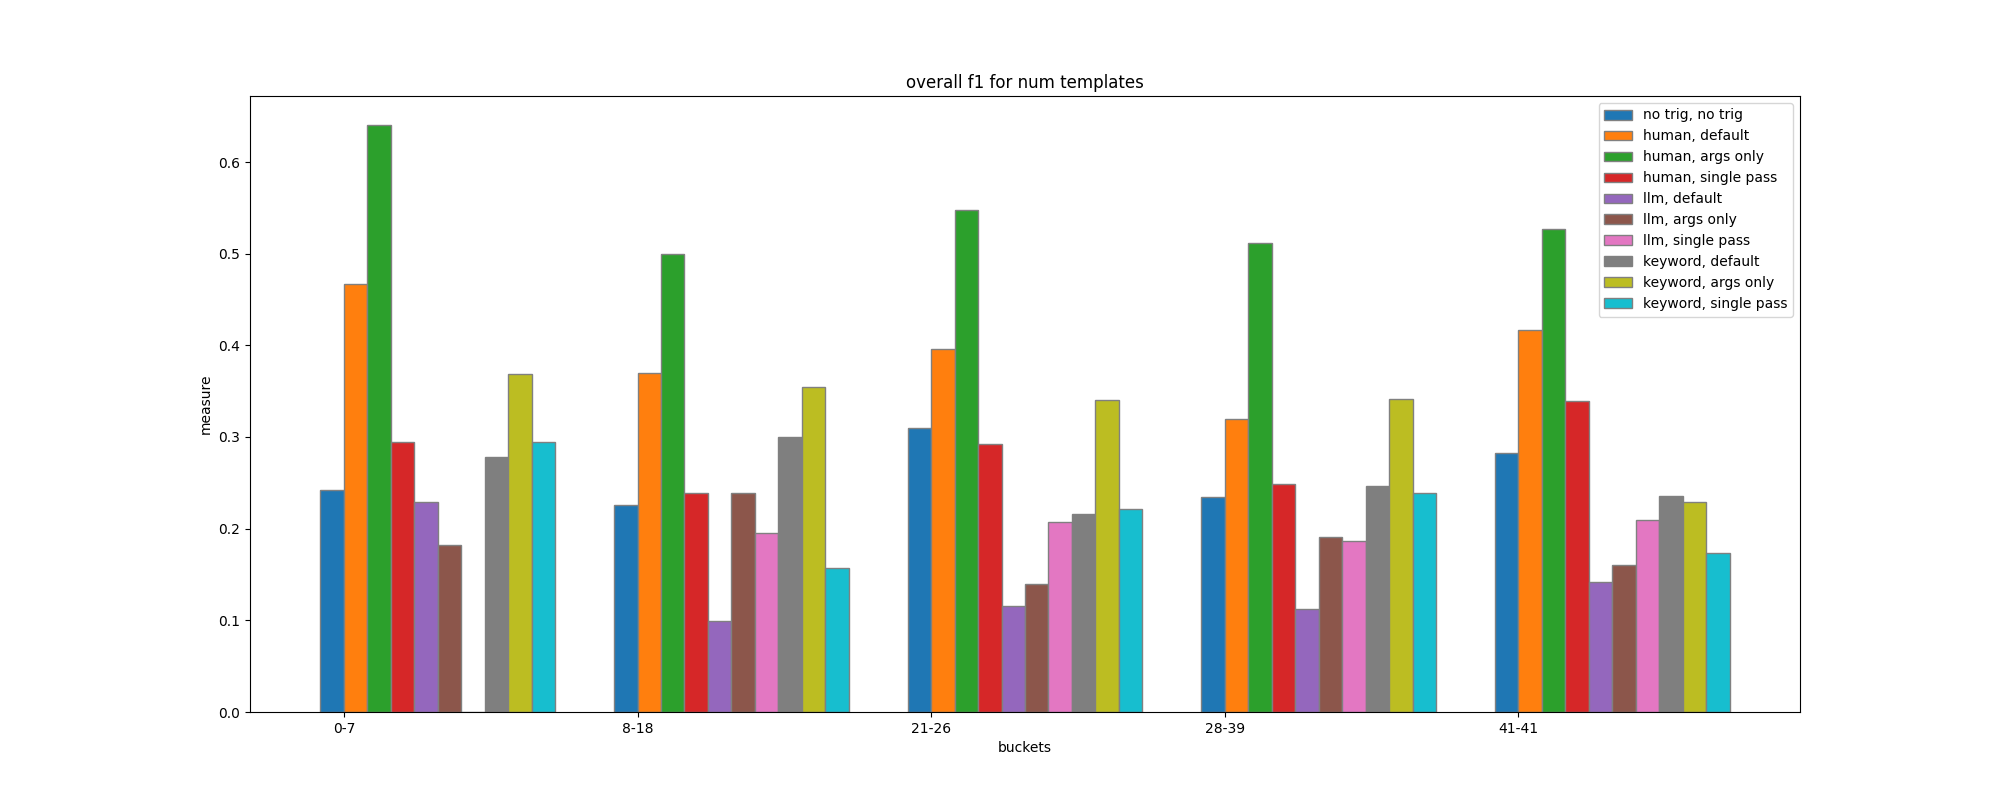 overall f1 for num templates
no trig, no trig
human, default
human, args only
human, single pass
llm, default
llm, args only
llm, single pass
keyword, default
keyword, args only
keyword, single pass
measure
0.6
0.5
0.4
0.3
0.2
0.1
0.0
0-7
8-18
21-26
28-39
41-41
buckets